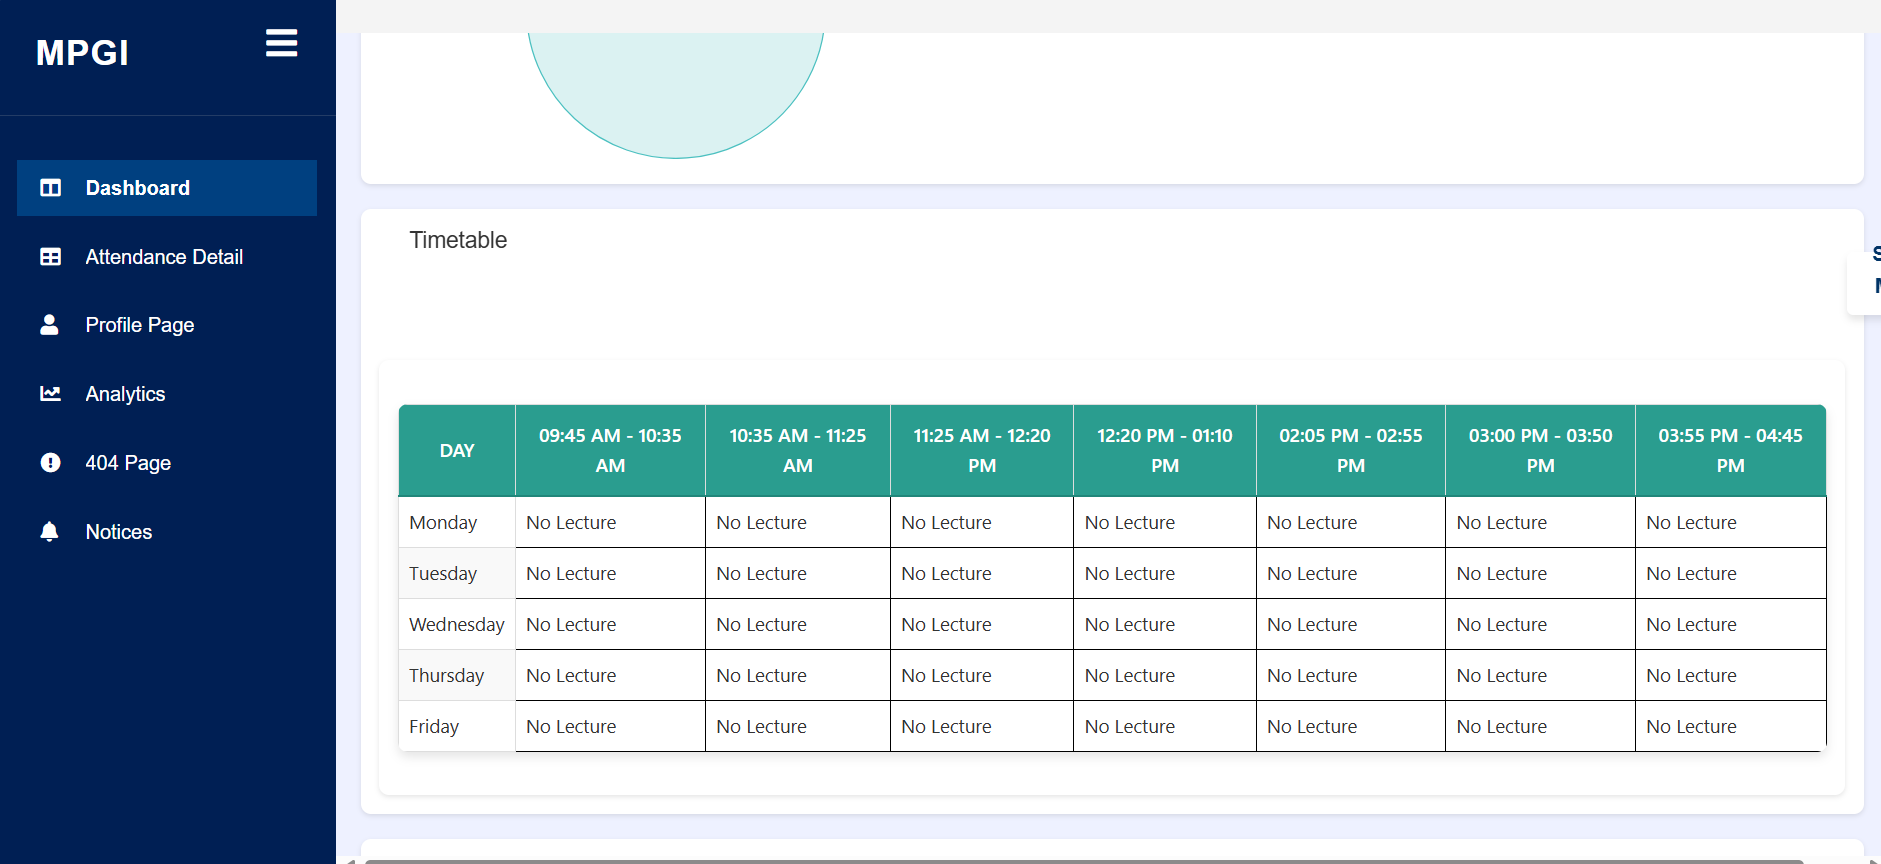 MPGI
Dashboard
Attendance Detail
Profile Page
Analytics
404 Page
Notices
Timetable
DAY 09:45 AM - 10:35 AM 10:35 AM - 11:25 AM 11:25 AM - 12:20 PM 12:20 PM - 01:10 PM 02:05 PM - 02:55 PM 03:00 PM - 03:50 PM 03:55 PM - 04:45 PM
Monday No Lecture No Lecture No Lecture No Lecture No Lecture No Lecture No Lecture
Tuesday No Lecture No Lecture No Lecture No Lecture No Lecture No Lecture No Lecture
Wednesday No Lecture No Lecture No Lecture No Lecture No Lecture No Lecture No Lecture
Thursday No Lecture No Lecture No Lecture No Lecture No Lecture No Lecture No Lecture
Friday No Lecture No Lecture No Lecture No Lecture No Lecture No Lecture No Lecture